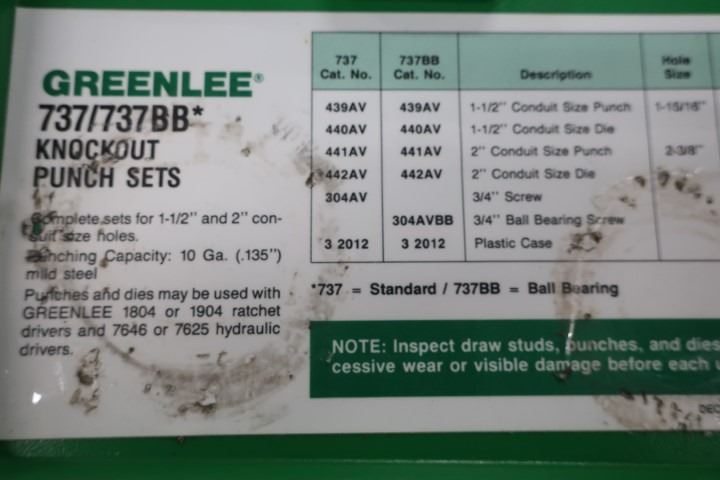 GREENLEE®
737/737BB*
KNOCKOUT
PUNCH SETS
Complete sets for 1-1/2" and 2" con-
duit size holes.
Punching Capacity: 10 Ga. (.135")
mild steel
Punches and dies may be used with
GREENLEE 1804 or 1904 ratchet
drivers and 7646 or 7625 hydraulic
drivers.
737 Cat. No. 737BB Cat. No. Description Hole Size
439AV 439AV 1-1/2" Conduit Size Punch 1-15/16"
440AV 440AV 1-1/2" Conduit Size Die
441AV 441AV 2" Conduit Size Punch 2-3/8"
442AV 442AV 2" Conduit Size Die
304AV 3/4" Screw
304AVBB 3/4" Ball Bearing Screw
3 2012 3 2012 Plastic Case
*737 = Standard / 737BB = Ball Bearing
NOTE: Inspect draw studs, punches, and dies
cessive wear or visible damage before each
DEC